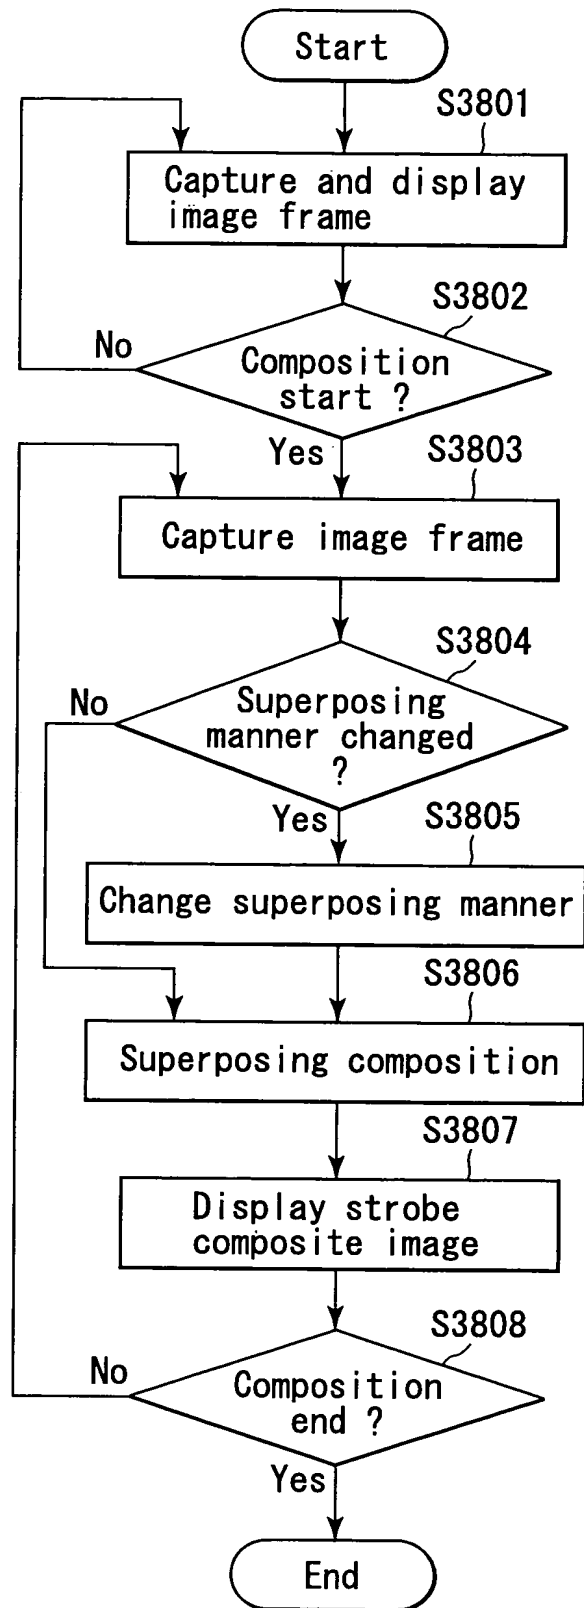 Start
S3801
Capture and display
image frame
S3802
No
Composition
start ?
Yes
S3803
Capture image frame
S3804
No
Superposing
manner changed
?
Yes
S3805
Change superposing manner
S3806
Superposing composition
S3807
Display strobe
composite image
S3808
No
Composition
end ?
Yes
End